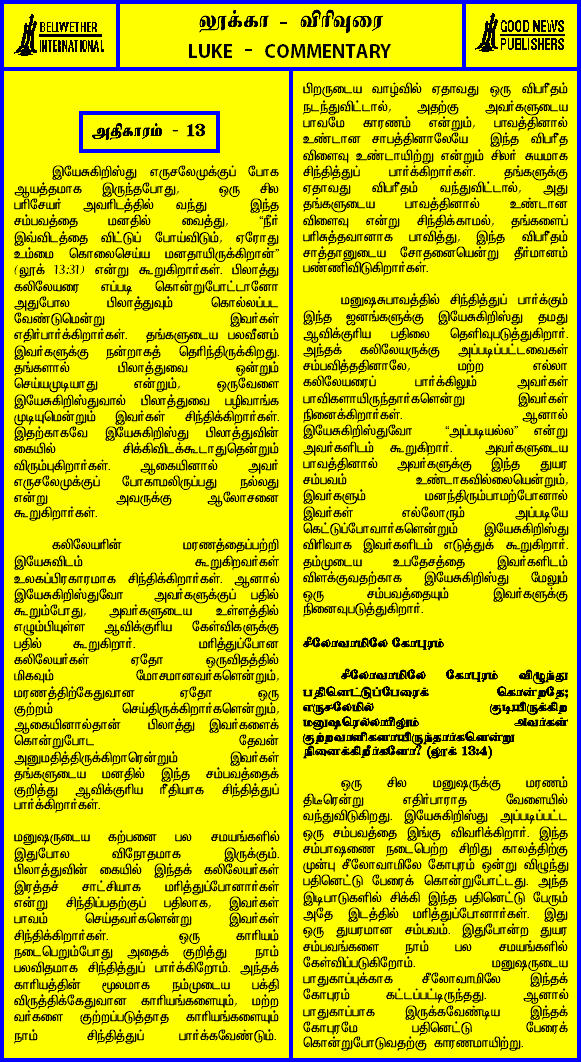 BELLWETHER
INTERNATIONAL
லூக்கா - விரிவுரை
LUKE - COMMENTARY
GOOD NEWS
PUBLISHERS
அதிகாரம் - 13
இயேசுகிறிஸ்து எருசலேமுக்குப் போக
ஆயத்தமாக இருந்தபோது, ஒரு சில
பரிசேயர் அவரிடத்தில் வந்து இந்த
சம்பவத்தை மனதில் வைத்து, "நீர்
இவ்விடத்தை விட்டுப் போய்விடும், ஏரோது
உம்மை கொலைசெய்ய மனதாயிருக்கிறான்"
(லூக் 13:31) என்று கூறுகிறார்கள். பிலாத்து
கலிலேயரை எப்படி கொன்றுபோட்டானோ
அதுபோல பிலாத்துவும் கொல்லப்பட
வேண்டுமென்று இவர்கள்
எதிர்பார்க்கிறார்கள். தங்களுடைய பலவீனம்
இவர்களுக்கு நன்றாகத் தெரிந்திருக்கிறது.
தங்களால் பிலாத்துவை ஒன்றும்
செய்யமுடியாது என்றும், ஒருவேளை
இயேசுகிறிஸ்துவால் பிலாத்துவை பழிவாங்க
முடியுமென்றும் இவர்கள் சிந்திக்கிறார்கள்.
இதற்காகவே இயேசுகிறிஸ்து பிலாத்துவின்
கையில் சிக்கிவிடக்கூடாதுதென்றும்
விரும்புகிறார்கள். ஆகையினால் அவர்
எருசலேமுக்குப் போகாமலிருப்பது நல்லது
என்று அவருக்கு ஆலோசனை
கூறுகிறார்கள்.
கலிலேயரின் மரணத்தைப்பற்றி
இயேசுவிடம் கூறுகிறவர்கள்
உலகப்பிரகாரமாக சிந்திக்கிறார்கள். ஆனால்
இயேசுகிறிஸ்துவோ அவர்களுக்குப் பதில்
கூறும்போது, அவர்களுடைய உள்ளத்தில்
எழும்பியுள்ள ஆவிக்குரிய கேள்விகளுக்கு
பதில் கூறுகிறார். மரித்துப்போன
கலிலேயர்கள் ஏதோ ஒருவிதத்தில்
மிகவும் மோசமானவர்களென்றும்,
மரணத்திற்கேதுவான ஏதோ ஒரு
குற்றம் செய்திருக்கிறார்களென்றும்,
ஆகையினால்தான் பிலாத்து இவர்களைக்
கொன்றுபோட தேவன்
அனுமதித்திருக்கிறாரென்றும் இவர்கள்
தங்களுடைய மனதில் இந்த சம்பவத்தைக்
குறித்து ஆவிக்குரிய ரீதியாக சிந்தித்துப்
பார்க்கிறார்கள்.
மனுஷருடைய கற்பனை பல சமயங்களில்
இதுபோல விநோதமாக இருக்கும்.
பிலாத்துவின் கையில் இந்தக் கலிலேயர்கள்
இரத்தச் சாட்சியாக மரித்துப்போனார்கள்
என்று சிந்திப்பதற்குப் பதிலாக, இவர்கள்
பாவம் செய்தவர்களென்று இவர்கள்
சிந்திக்கிறார்கள். ஒரு காரியம்
நடைபெறும்போது அதைக் குறித்து நாம்
பலவிதமாக சிந்தித்துப் பார்க்கிறோம். அந்தக்
காரியத்தின் மூலமாக நம்முடைய பக்தி
விருத்திக்கேதுவான காரியங்களையும், மற்ற
வர்களை குற்றப்படுத்தாத காரியங்களையும்
நாம் சிந்தித்துப் பார்க்கவேண்டும்.
பிறருடைய வாழ்வில் ஏதாவது ஒரு விபரீதம்
நடந்துவிட்டால், அதற்கு அவர்களுடைய
பாவமே காரணம் என்றும், பாவத்தினால்
உண்டான சாபத்தினாலேயே இந்த விபரீத
விளைவு உண்டாயிற்று என்றும் சிலர் சுயமாக
சிந்தித்துப் பார்க்கிறார்கள். தங்களுக்கு
ஏதாவது விபரீதம் வந்துவிட்டால், அது
தங்களுடைய பாவத்தினால் உண்டான
விளைவு என்று சிந்திக்காமல், தங்களைப்
பரிசுத்தவானாக பாவித்து, இந்த விபரீதம்
சாத்தானுடைய சோதனையென்று தீர்மானம்
பண்ணிவிடுகிறார்கள்.
மனுஷசுபாவத்தில் சிந்தித்துப் பார்க்கும்
இந்த ஜனங்களுக்கு இயேசுகிறிஸ்து தமது
ஆவிக்குரிய பதிலை தெளிவுபடுத்துகிறார்.
அந்தக் கலிலேயருக்கு அப்படிப்பட்டவைகள்
சம்பவித்ததினாலே, மற்ற எல்லா
கலிலேயரைப் பார்க்கிலும் அவர்கள்
பாவிகளாயிருந்தார்களென்று இவர்கள்
நினைக்கிறார்கள். ஆனால்
இயேசுகிறிஸ்துவோ "அப்படியல்ல" என்று
அவர்களிடம் கூறுகிறார். அவர்களுடைய
பாவத்தினால் அவர்களுக்கு இந்த துயர
சம்பவம் உண்டாகவில்லையென்றும்,
இவர்களும் மனந்திரும்பாமற்போனால்
இவர்கள் எல்லோரும் அப்படியே
கெட்டுப்போவார்களென்றும் இயேசுகிறிஸ்து
விரிவாக இவர்களிடம் எடுத்துக் கூறுகிறார்.
தம்முடைய உபதேசத்தை இவர்களிடம்
விளக்குவதற்காக இயேசுகிறிஸ்து மேலும்
ஒரு சம்பவத்தையும் இவர்களுக்கு
நினைவுபடுத்துகிறார்.
சீலோவாமிலே கோபுரம்
சீலோவாமிலே கோபுரம் விழுந்து
பதினெட்டுப்பேரைக் கொன்றதே;
எருசலேமில் குடியிருக்கிற
மனுஷரெல்லாயிலும் அவர்கள்
குற்றவாளிகளாயிருந்தார்களென்று
நினைக்கிறீர்களோ? (லூக் 13:4)
ஒரு சில மனுஷருக்கு மரணம்
திடீரென்று எதிர்பாராத வேளையில்
வந்துவிடுகிறது. இயேசுகிறிஸ்து அப்படிப்பட்ட
ஒரு சம்பவத்தை இங்கு விவரிக்கிறார். இந்த
சம்பாஷணை நடைபெற்ற சிறிது காலத்திற்கு
முன்பு சீலோவாமிலே கோபுரம் ஒன்று விழுந்து
பதினெட்டு பேரைக் கொன்றுபோட்டது. அந்த
இடிபாடுகளில் சிக்கி இந்த பதினெட்டு பேரும்
அதே இடத்தில் மரித்துப்போனார்கள். இது
ஒரு துயரமான சம்பவம். இதுபோன்ற துயர
சம்பவங்களை நாம் பல சமயங்களில்
கேள்விப்படுகிறோம். மனுஷருடைய
பாதுகாப்புக்காக சீலோவாமிலே இந்தக்
கோபுரம் கட்டப்பட்டிருந்தது. ஆனால்
பாதுகாப்பாக இருக்கவேண்டிய இந்தக்
கோபுரமே பதினெட்டு பேரைக்
கொன்றுபோடுவதற்கு காரணமாயிற்று.